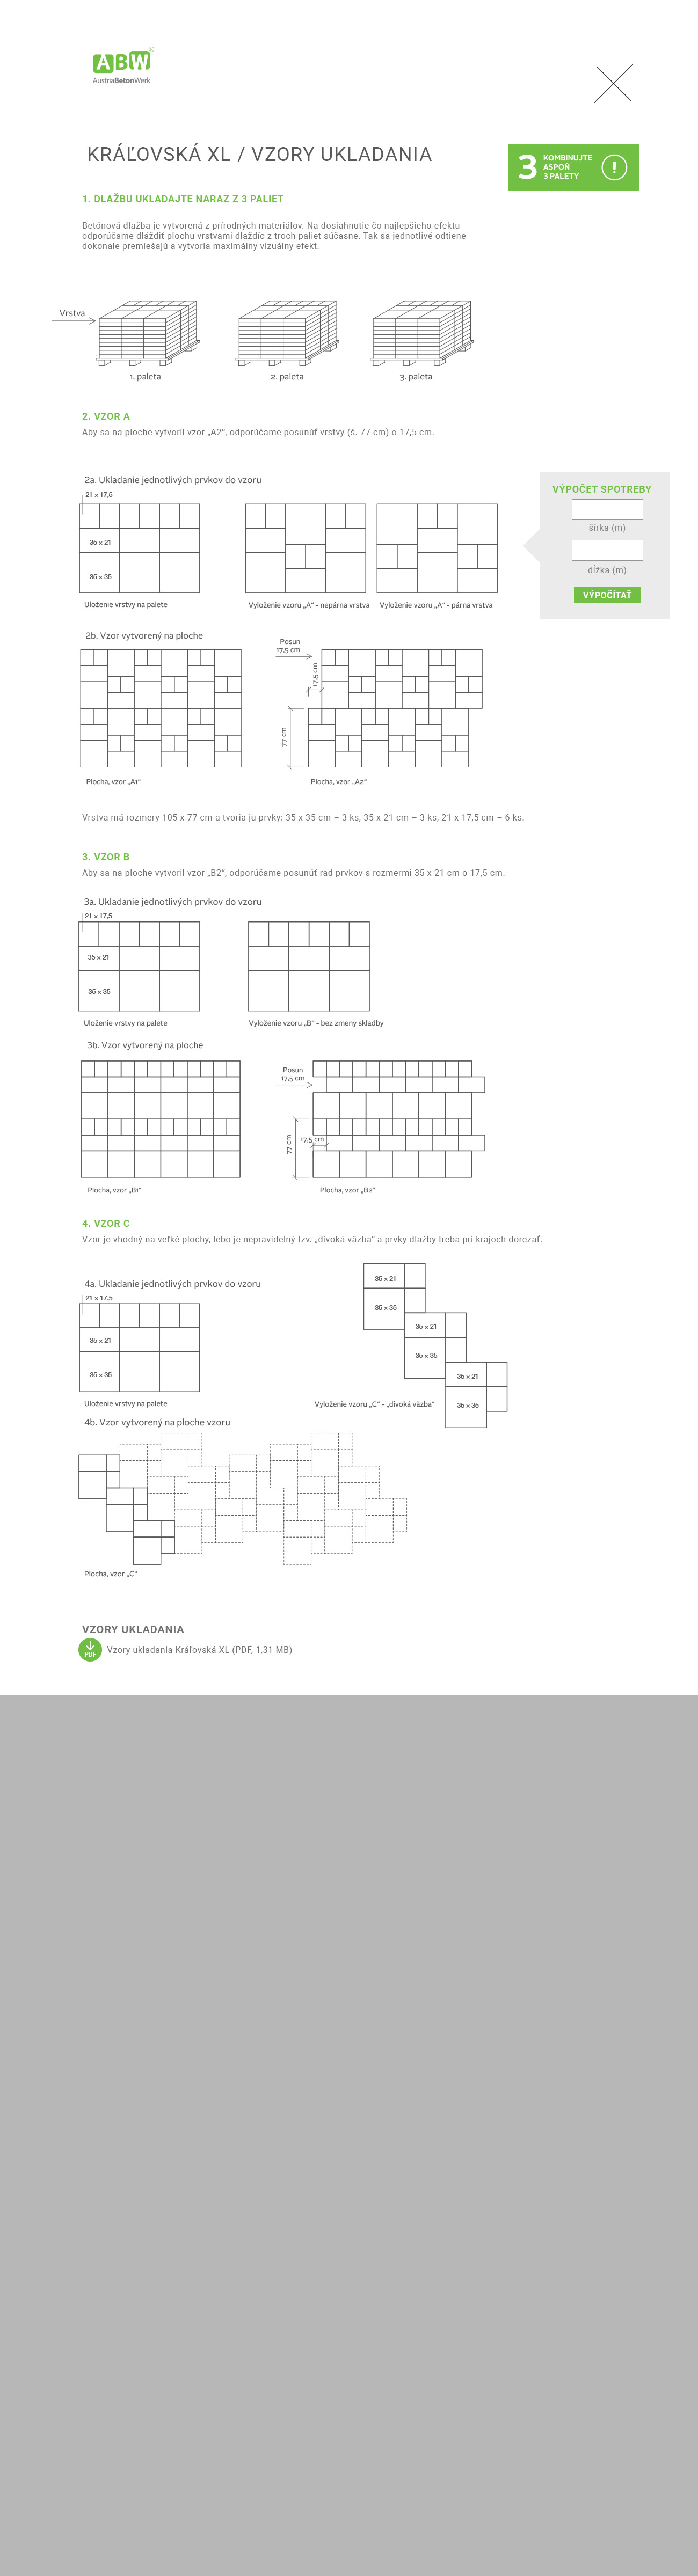 ABW®
AustriaBetonWerk
KRÁĽOVSKÁ XL / VZORY UKLADANIA
3
KOMBINUJTE
ASPOŇ
3 PALETY
!
1. DLAŽBU UKLADAJTE NARAZ Z 3 PALIET
Betónová dlažba je vytvorená z prírodných materiálov. Na dosiahnutie čo najlepšieho efektu
odporúčame dláždiť plochu vrstvami dlaždíc z troch paliet súčasne. Tak sa jednotlivé odtiene
dokonale premiešajú a vytvoria maximálny vizuálny efekt.
Vrstva
1. paleta
2. paleta
3. paleta
2. VZOR A
Aby sa na ploche vytvoril vzor „A2“, odporúčame posunúť vrstvy (š. 77 cm) o 17,5 cm.
2a. Ukladanie jednotlivých prvkov do vzoru
21 x 17,5
35 x 21
35 x 35
Uloženie vrstvy na palete
Vyloženie vzoru „A“ - nepárna vrstva
Vyloženie vzoru „A“ - párna vrstva
VÝPOČET SPOTREBY
šírka (m)
dĺžka (m)
VÝPOČÍTAŤ
2b. Vzor vytvorený na ploche
Posun
17,5 cm
17,5 cm
77 cm
Plocha, vzor „A1“
Plocha, vzor „A2“
Vrstva má rozmery 105 x 77 cm a tvoria ju prvky: 35 x 35 cm – 3 ks, 35 x 21 cm – 3 ks, 21 x 17,5 cm – 6 ks.
3. VZOR B
Aby sa na ploche vytvoril vzor „B2“, odporúčame posunúť rad prvkov s rozmermi 35 x 21 cm o 17,5 cm.
3a. Ukladanie jednotlivých prvkov do vzoru
21 x 17,5
35 x 21
35 x 35
Uloženie vrstvy na palete
Vyloženie vzoru „B“ - bez zmeny skladby
3b. Vzor vytvorený na ploche
Posun
17,5 cm
77 cm
17,5 cm
Plocha, vzor „B1“
Plocha, vzor „B2“
4. VZOR C
Vzor je vhodný na veľké plochy, lebo je nepravidelný tzv. „divoká väzba“ a prvky dlažby treba pri krajoch dorezať.
4a. Ukladanie jednotlivých prvkov do vzoru
21 x 17,5
35 x 21
35 x 35
Uloženie vrstvy na palete
35 x 21
35 x 35
35 x 21
35 x 35
35 x 21
35 x 35
Vyloženie vzoru „C“ - „divoká väzba“
4b. Vzor vytvorený na ploche vzoru
Plocha, vzor „C“
VZORY UKLADANIA
PDF
Vzory ukladania Kráľovská XL (PDF, 1,31 MB)